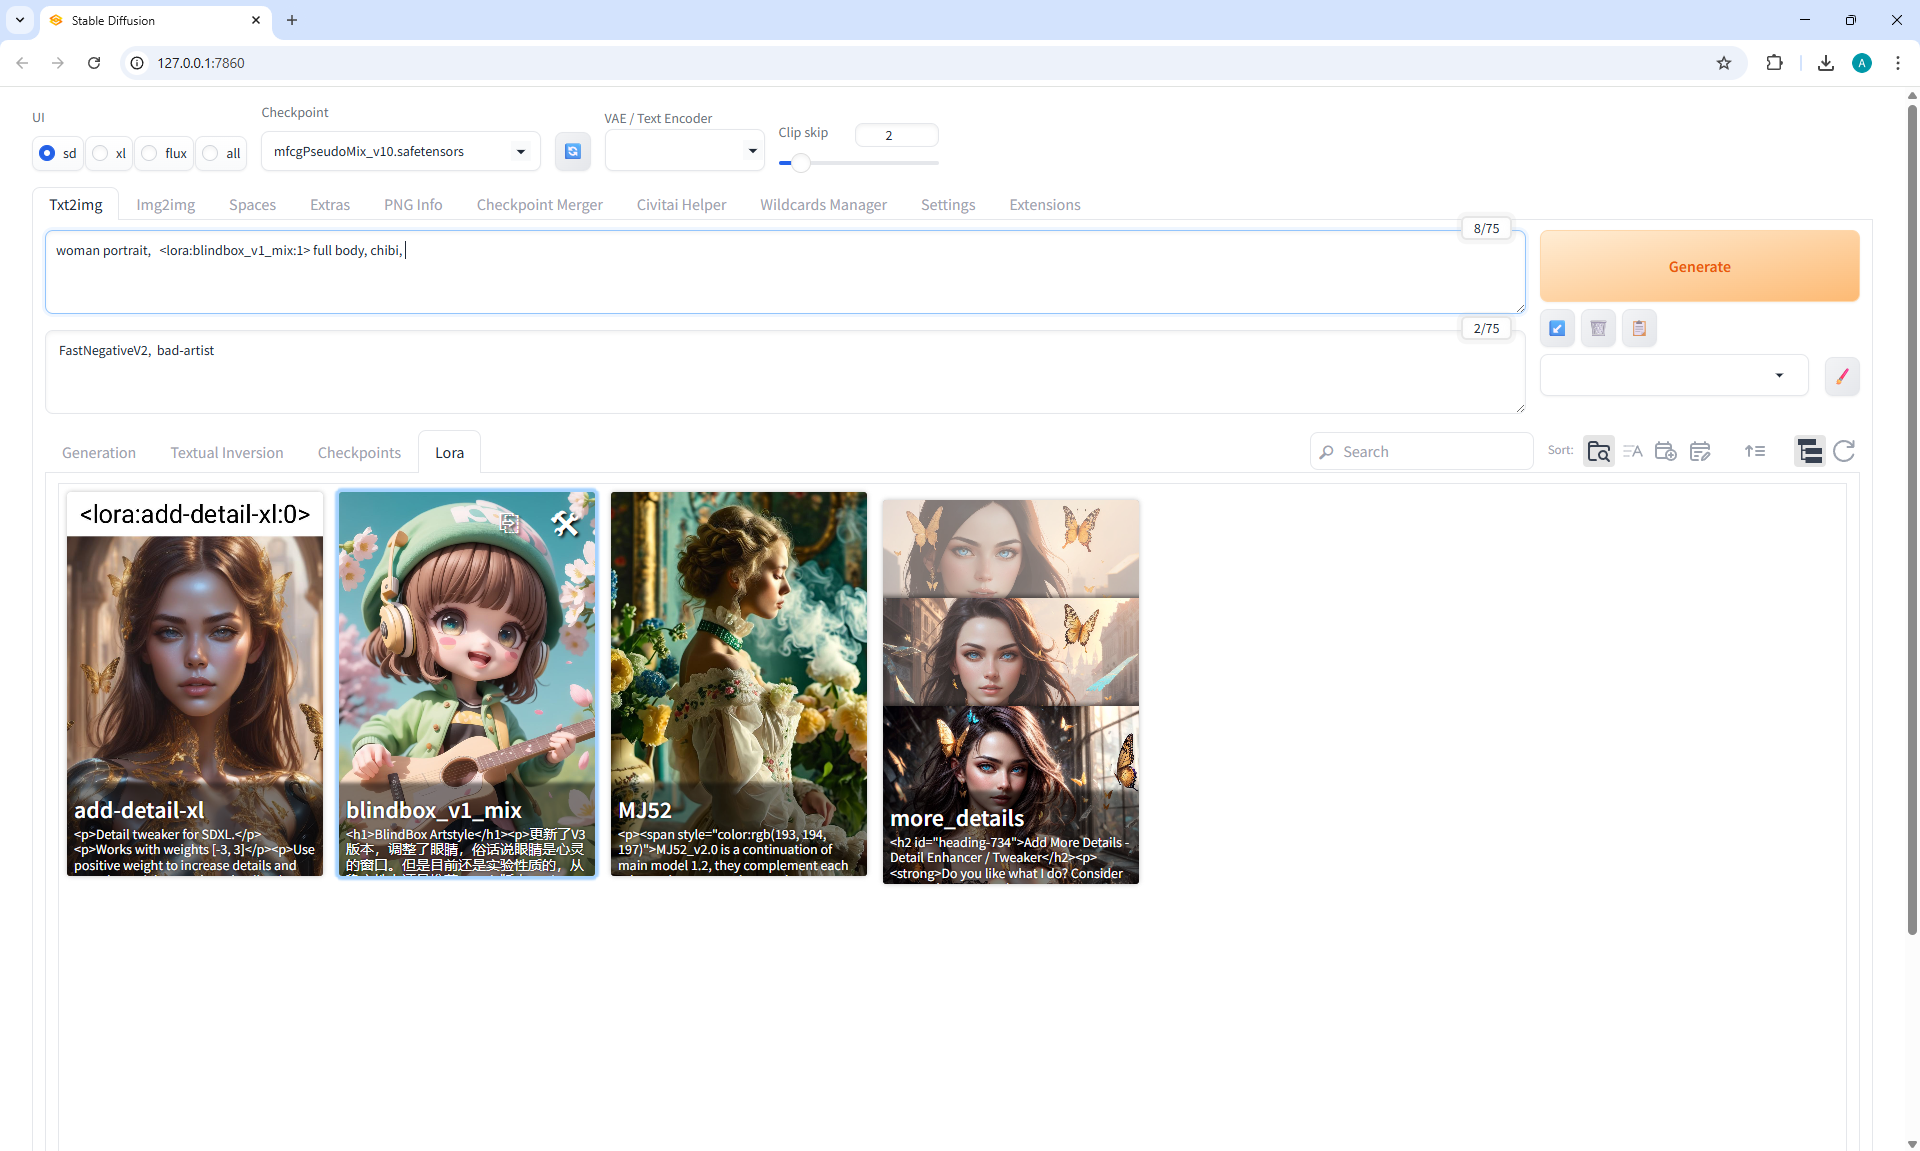 Stable Diffusion
127.0.0.1:7860
A
UI
Checkpoint
VAE / Text Encoder
Clip skip
2
sd
xl
flux
all
mfcgPseudoMix_v10.safetensors
Txt2img
Img2img
Spaces
Extras
PNG Info
Checkpoint Merger
Civitai Helper
Wildcards Manager
Settings
Extensions
8/75
woman portrait, <lora:blindbox_v1_mix:1> full body, chibi,
Generate
2/75
FastNegativeV2, bad-artist
Generation
Textual Inversion
Checkpoints
Lora
Search
Sort:
<lora:add-detail-xl:0>
add-detail-xl
<p>Detail tweaker for SDXL.</p>
<p>Works with weights [-3, 3]</p><p>Use
positive weight to increase details and
blindbox_v1_mix
<h1>BlindBox Artstyle</h1><p>更新了V3
版本，调整了眼睛，俗话说眼睛是心灵
的窗口。但是目前还是实验性质的，从
MJ52
<p><span style="color:rgb(193, 194,
197)">MJ52_v2.0 is a continuation of
main model 1.2, they complement each
more_details
<h2 id="heading-734">Add More Details -
Detail Enhancer / Tweaker</h2><p>
<strong>Do you like what I do? Consider